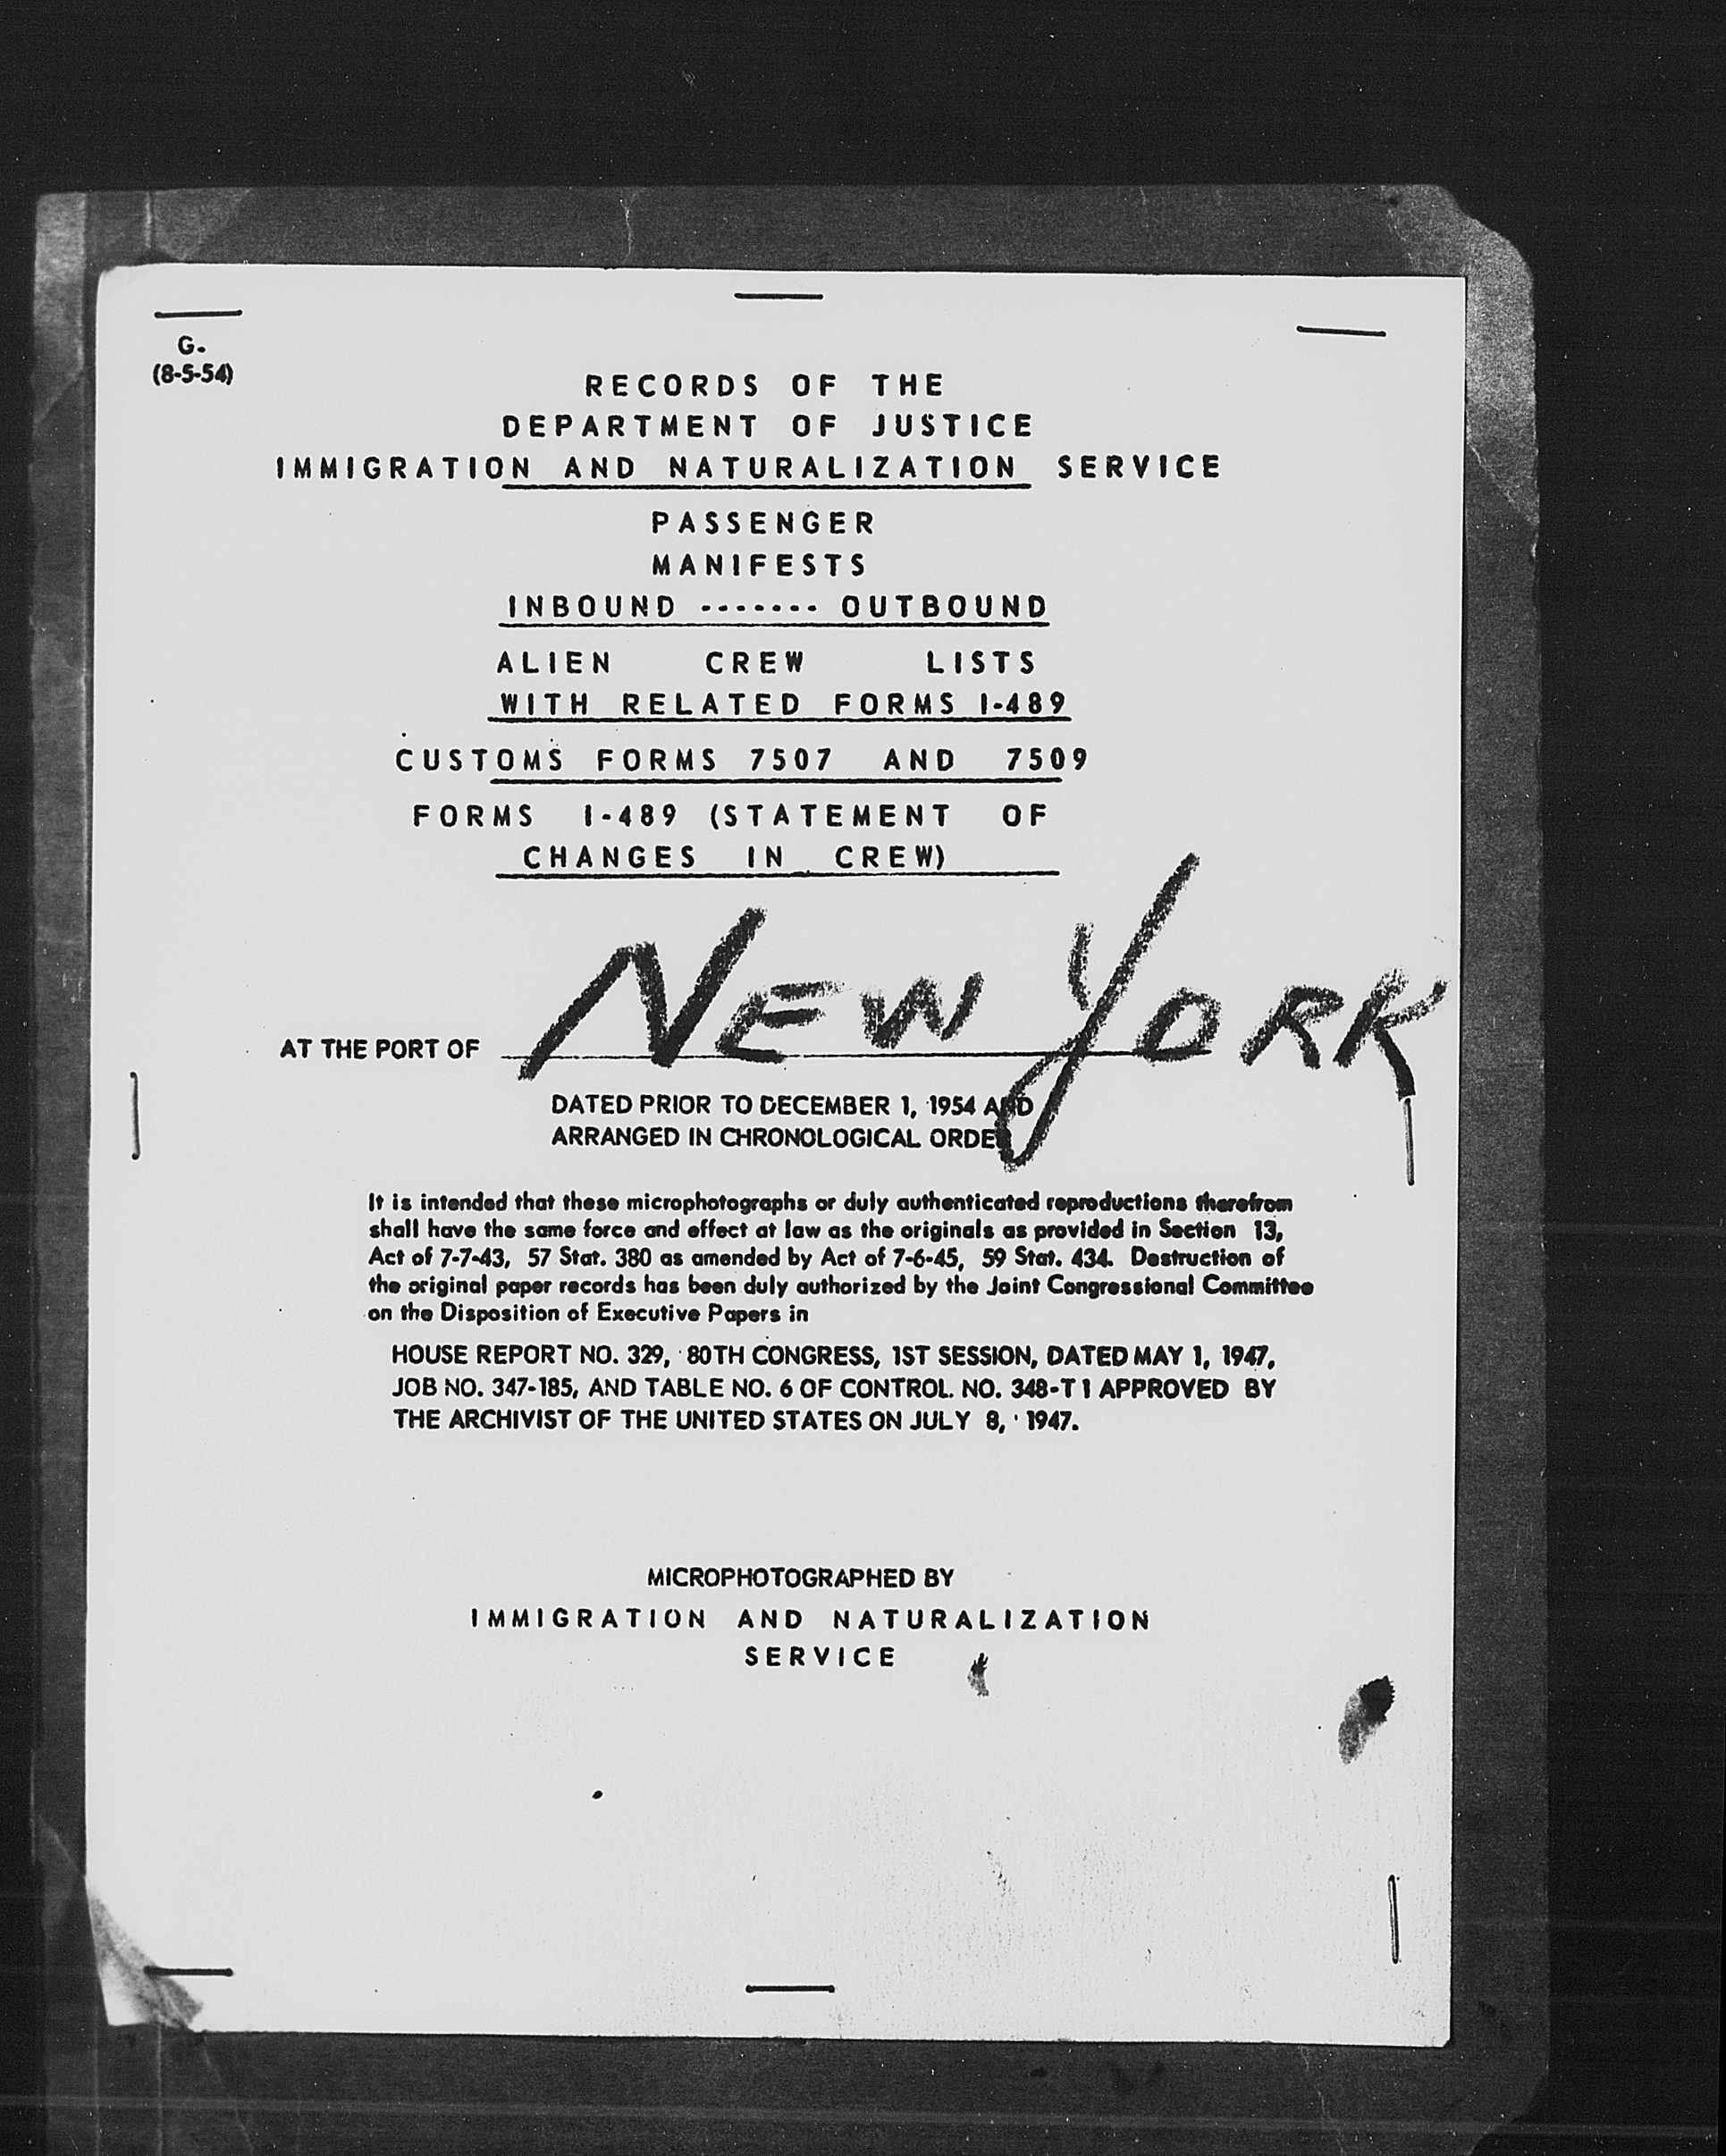 G.
(8-5-54)
RECORDS OF THE
DEPARTMENT OF JUSTICE
IMMIGRATION AND NATURALIZATION SERVICE
PASSENGER
MANIFESTS
INBOUND ------- OUTBOUND
ALIEN CREW LISTS
WITH RELATED FORMS I-489
CUSTOMS FORMS 7507 AND 7509
FORMS I-489 (STATEMENT OF
CHANGES IN CREW)
AT THE PORT OF NEW YORK
DATED PRIOR TO DECEMBER 1, 1954 AND
ARRANGED IN CHRONOLOGICAL ORDER
It is intended that these microphotographs or duly authenticated reproductions therefrom
shall have the same force and effect at law as the originals as provided in Section 13,
Act of 7-7-43, 57 Stat. 380 as amended by Act of 7-6-45, 59 Stat. 434. Destruction of
the original paper records has been duly authorized by the Joint Congressional Committee
on the Disposition of Executive Papers in
HOUSE REPORT NO. 329, 80TH CONGRESS, 1ST SESSION, DATED MAY 1, 1947,
JOB NO. 347-185, AND TABLE NO. 6 OF CONTROL NO. 348-T1 APPROVED BY
THE ARCHIVIST OF THE UNITED STATES ON JULY 8, 1947.
MICROPHOTOGRAPHED BY
IMMIGRATION AND NATURALIZATION
SERVICE